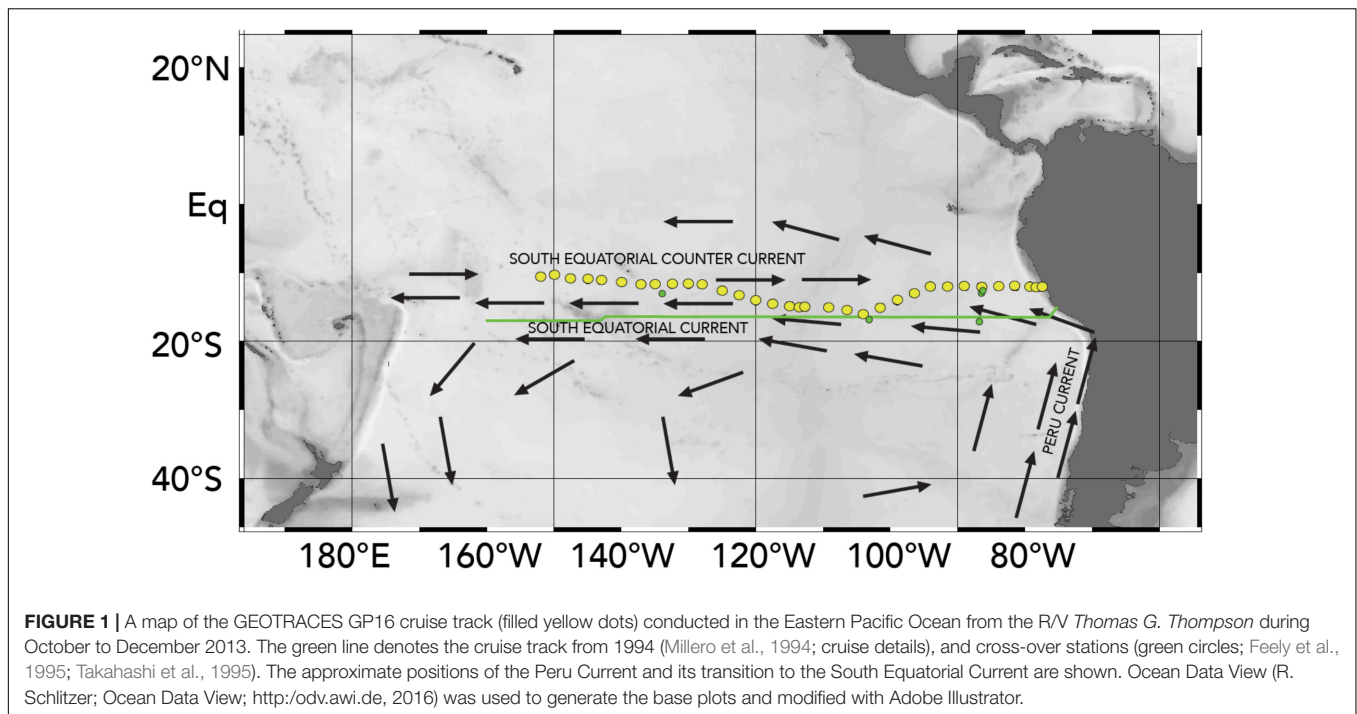 20°N
Eq
SOUTH EQUATORIAL COUNTER CURRENT
SOUTH EQUATORIAL CURRENT
20°S
PERU CURRENT
40°S
180°E 160°W 140°W 120°W 100°W 80°W
FIGURE 1 | A map of the GEOTRACES GP16 cruise track (filled yellow dots) conducted in the Eastern Pacific Ocean from the R/V Thomas G. Thompson during
October to December 2013. The green line denotes the cruise track from 1994 (Millero et al., 1994; cruise details), and cross-over stations (green circles; Feely et al.,
1995; Takahashi et al., 1995). The approximate positions of the Peru Current and its transition to the South Equatorial Current are shown. Ocean Data View (R.
Schlitzer; Ocean Data View; http:/odv.awi.de, 2016) was used to generate the base plots and modified with Adobe Illustrator.